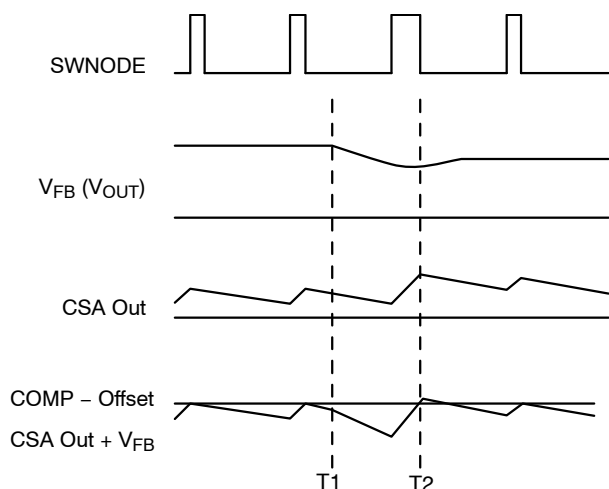 SWNODE
VFB (VOUT)
CSA Out
COMP – Offset
CSA Out + VFB
T1
T2